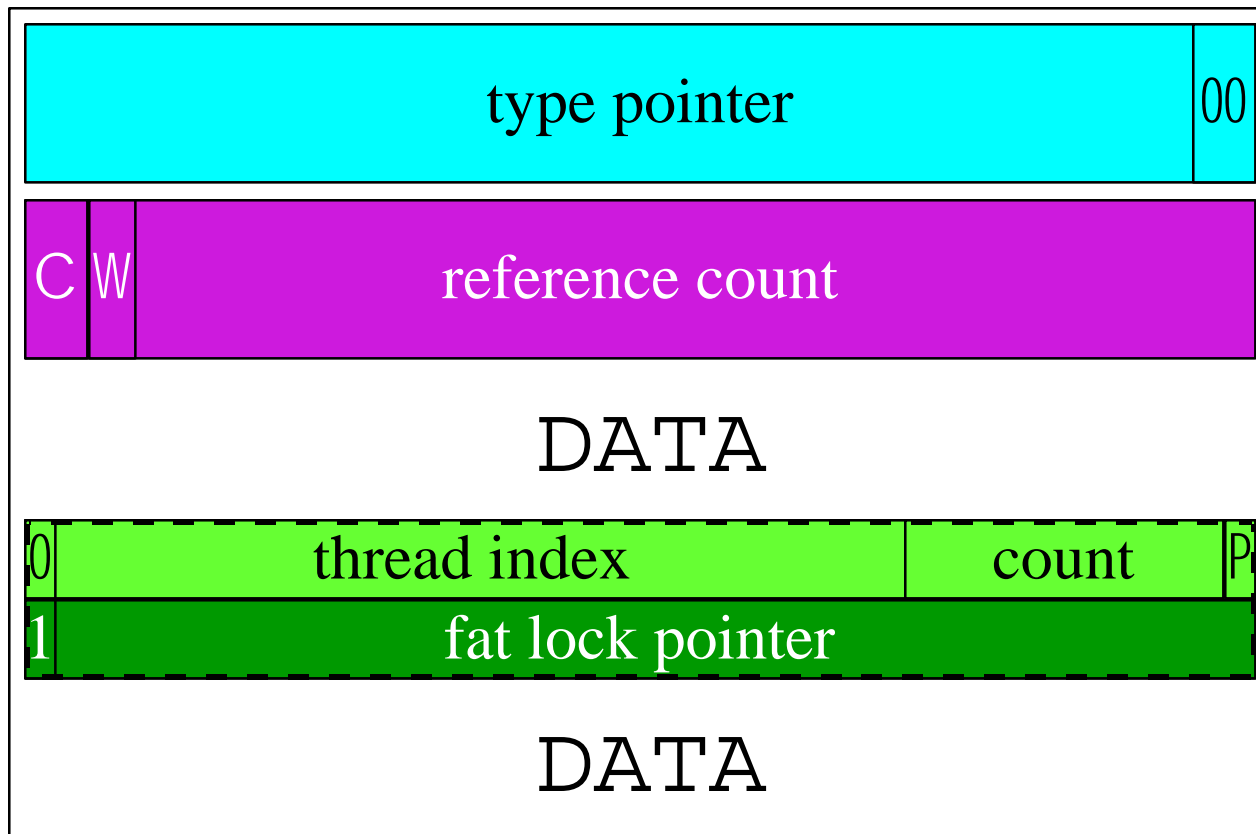 type pointer 00
C W reference count
DATA
0 thread index count P
1 fat lock pointer
DATA